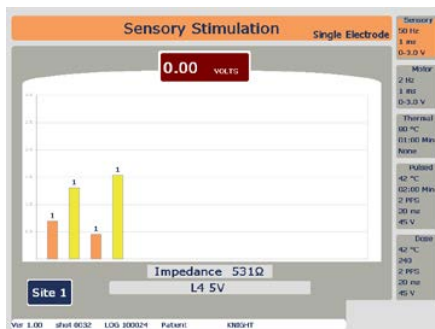 Sensory Stimulation
Single Electrode
0.00 VOLTS
1
1
1
1
Impedance 531Ω
L4 5V
Site 1
Sensory
50 Hz
1 ms
0-3.0 V
Motor
2 Hz
1 ms
0-3.0 V
Thermal
80 °C
01:00 Min
None
Pulsed
42 °C
02:00 Min
2 PPS
20 ms
45 V
Dose
42 °C
240
2 PPS
20 ms
45 V
Ver 1.00 shot 0032 LOG 100024 Patient KNIGHT